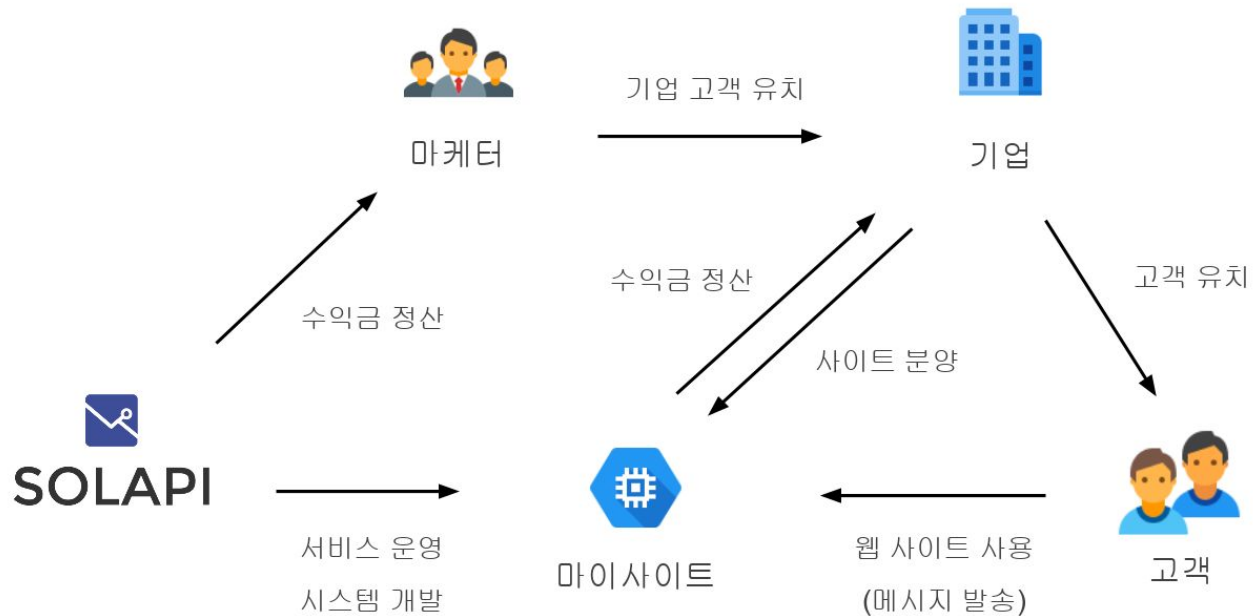 기업 고객 유치
마케터
기업
수익금 정산
고객 유치
수익금 정산
사이트 분양
SOLAPI
서비스 운영
시스템 개발
마이사이트
웹 사이트 사용
(메시지 발송)
고객